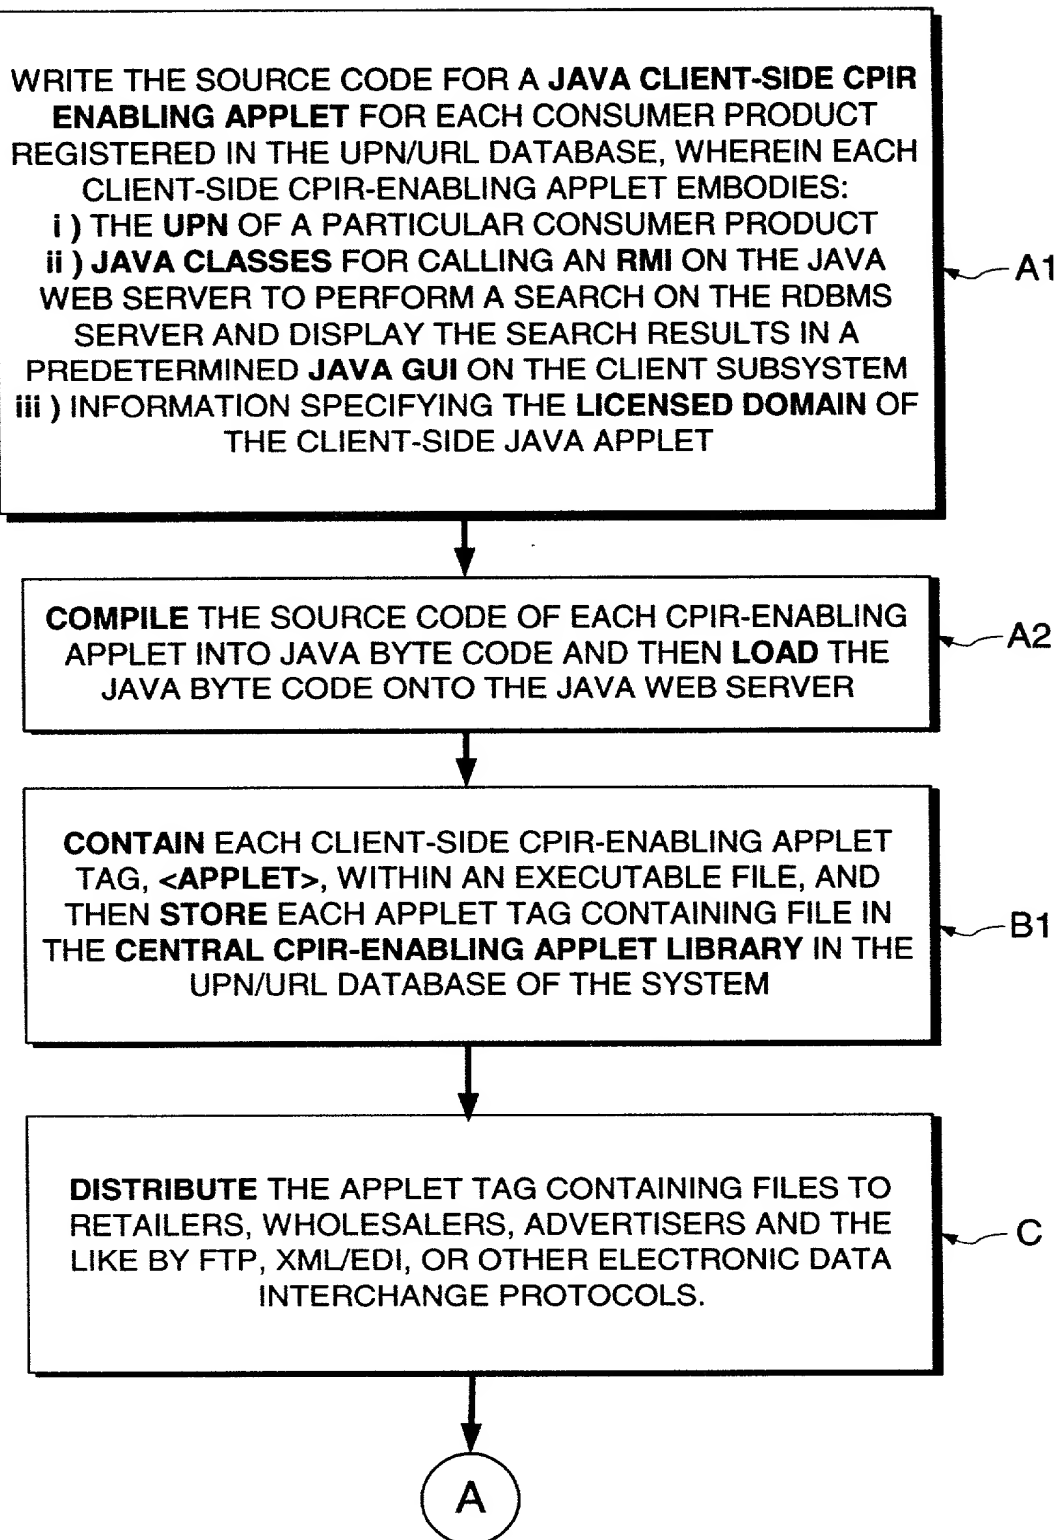 WRITE THE SOURCE CODE FOR A JAVA CLIENT-SIDE CPIR
ENABLING APPLET FOR EACH CONSUMER PRODUCT
REGISTERED IN THE UPN/URL DATABASE, WHEREIN EACH
CLIENT-SIDE CPIR-ENABLING APPLET EMBODIES:
i ) THE UPN OF A PARTICULAR CONSUMER PRODUCT
ii ) JAVA CLASSES FOR CALLING AN RMI ON THE JAVA
WEB SERVER TO PERFORM A SEARCH ON THE RDBMS
SERVER AND DISPLAY THE SEARCH RESULTS IN A
PREDETERMINED JAVA GUI ON THE CLIENT SUBSYSTEM
iii ) INFORMATION SPECIFYING THE LICENSED DOMAIN OF
THE CLIENT-SIDE JAVA APPLET
A1
COMPILE THE SOURCE CODE OF EACH CPIR-ENABLING
APPLET INTO JAVA BYTE CODE AND THEN LOAD THE
JAVA BYTE CODE ONTO THE JAVA WEB SERVER
A2
CONTAIN EACH CLIENT-SIDE CPIR-ENABLING APPLET
TAG, <APPLET>, WITHIN AN EXECUTABLE FILE, AND
THEN STORE EACH APPLET TAG CONTAINING FILE IN
THE CENTRAL CPIR-ENABLING APPLET LIBRARY IN THE
UPN/URL DATABASE OF THE SYSTEM
B1
DISTRIBUTE THE APPLET TAG CONTAINING FILES TO
RETAILERS, WHOLESALERS, ADVERTISERS AND THE
LIKE BY FTP, XML/EDI, OR OTHER ELECTRONIC DATA
INTERCHANGE PROTOCOLS.
C
A